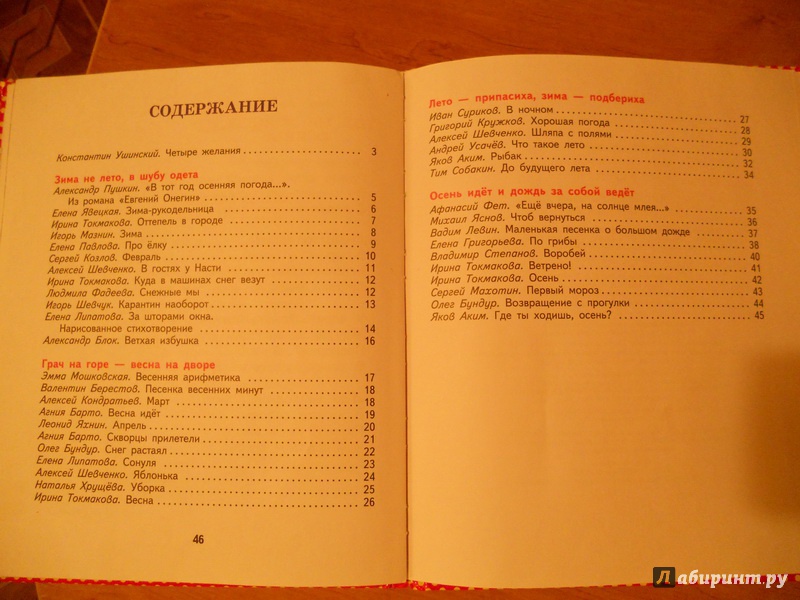 СОДЕРЖАНИЕ
Константин Ушинский. Четыре желания 3
Зима не лето, в шубу одета
Александр Пушкин. «В тот год осенняя погода...».
Из романа «Евгений Онегин» 5
Елена Явецкая. Зима-рукодельница 6
Ирина Токмакова. Оттепель в городе 7
Игорь Мазнин. Зима 8
Елена Павлова. Про ёлку 9
Сергей Козлов. Февраль 10
Алексей Шевченко. В гостях у Насти 11
Ирина Токмакова. Куда в машинах снег везут 12
Людмила Фадеева. Снежные мы 12
Игорь Шевчук. Карантин наоборот 13
Елена Липатова. За шторами окна.
Нарисованное стихотворение 14
Александр Блок. Ветхая избушка 16
Грач на горе — весна на дворе
Эмма Мошковская. Весенняя арифметика 17
Валентин Берестов. Песенка весенних минут 18
Алексей Кондратьев. Март 18
Агния Барто. Весна идёт 19
Леонид Яхнин. Апрель 20
Агния Барто. Скворцы прилетели 21
Олег Бундур. Снег растаял 22
Елена Липатова. Сонуля 23
Алексей Шевченко. Яблонька 24
Наталья Хрущёва. Уборка 25
Ирина Токмакова. Весна 26
46
Лето — припасиха, зима — подбериха
Иван Суриков. В ночном 27
Григорий Кружков. Хорошая погода 28
Алексей Шевченко. Шляпа с полями 29
Андрей Усачёв. Что такое лето 30
Яков Аким. Рыбак 32
Тим Собакин. До будущего лета 34
Осень идёт и дождь за собой ведёт
Афанасий Фет. «Ещё вчера, на солнце млея...» 35
Михаил Яснов. Чтоб вернуться 36
Вадим Левин. Маленькая песенка о большом дожде 37
Елена Григорьева. По грибы 38
Владимир Степанов. Воробей 40
Ирина Токмакова. Ветрено! 41
Ирина Токмакова. Осень 42
Сергей Махотин. Первый мороз 43
Олег Бундур. Возвращение с прогулки 44
Яков Аким. Где ты ходишь, осень? 45
Лабиринт.ру